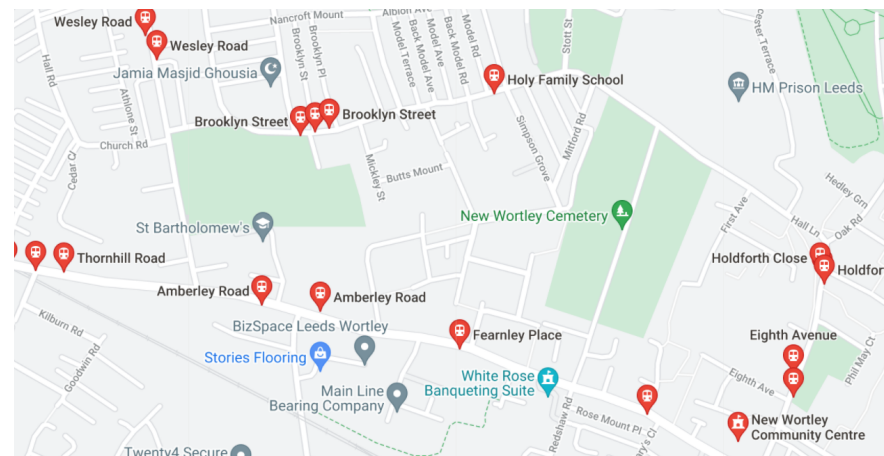 Wesley Road
Nancroft Mount
Albion Ave
Stott St
Wesley Road
Hall Rd
Brooklyn St
Brooklyn Pl
Model Terrace
Back Model Ave
Model Ave
Back Model Rd
Model Rd
Jamia Masjid Ghousia
Holy Family School
HM Prison Leeds
Athlone St
Brooklyn Street
Brooklyn Street
Simpson Grove
Mitford Rd
Church Rd
Cedar Cl
Mickley St
Butts Mount
Hedley Grn
First Ave
Hall Ln
Oak Rd
New Wortley Cemetery
St Bartholomew's
Thornhill Road
Holdforth Close
Holdfor
Amberley Road
Amberley Road
Kilburn Rd
BizSpace Leeds Wortley
Fearnley Place
Eighth Avenue
Goodwin Rd
Stories Flooring
Phil May Ct
White Rose
Banqueting Suite
Eighth Ave
Main Line
Bearing Company
Redshaw Rd
Rose Mount Pl
New Wortley
Community Centre
Twenty4 Secure